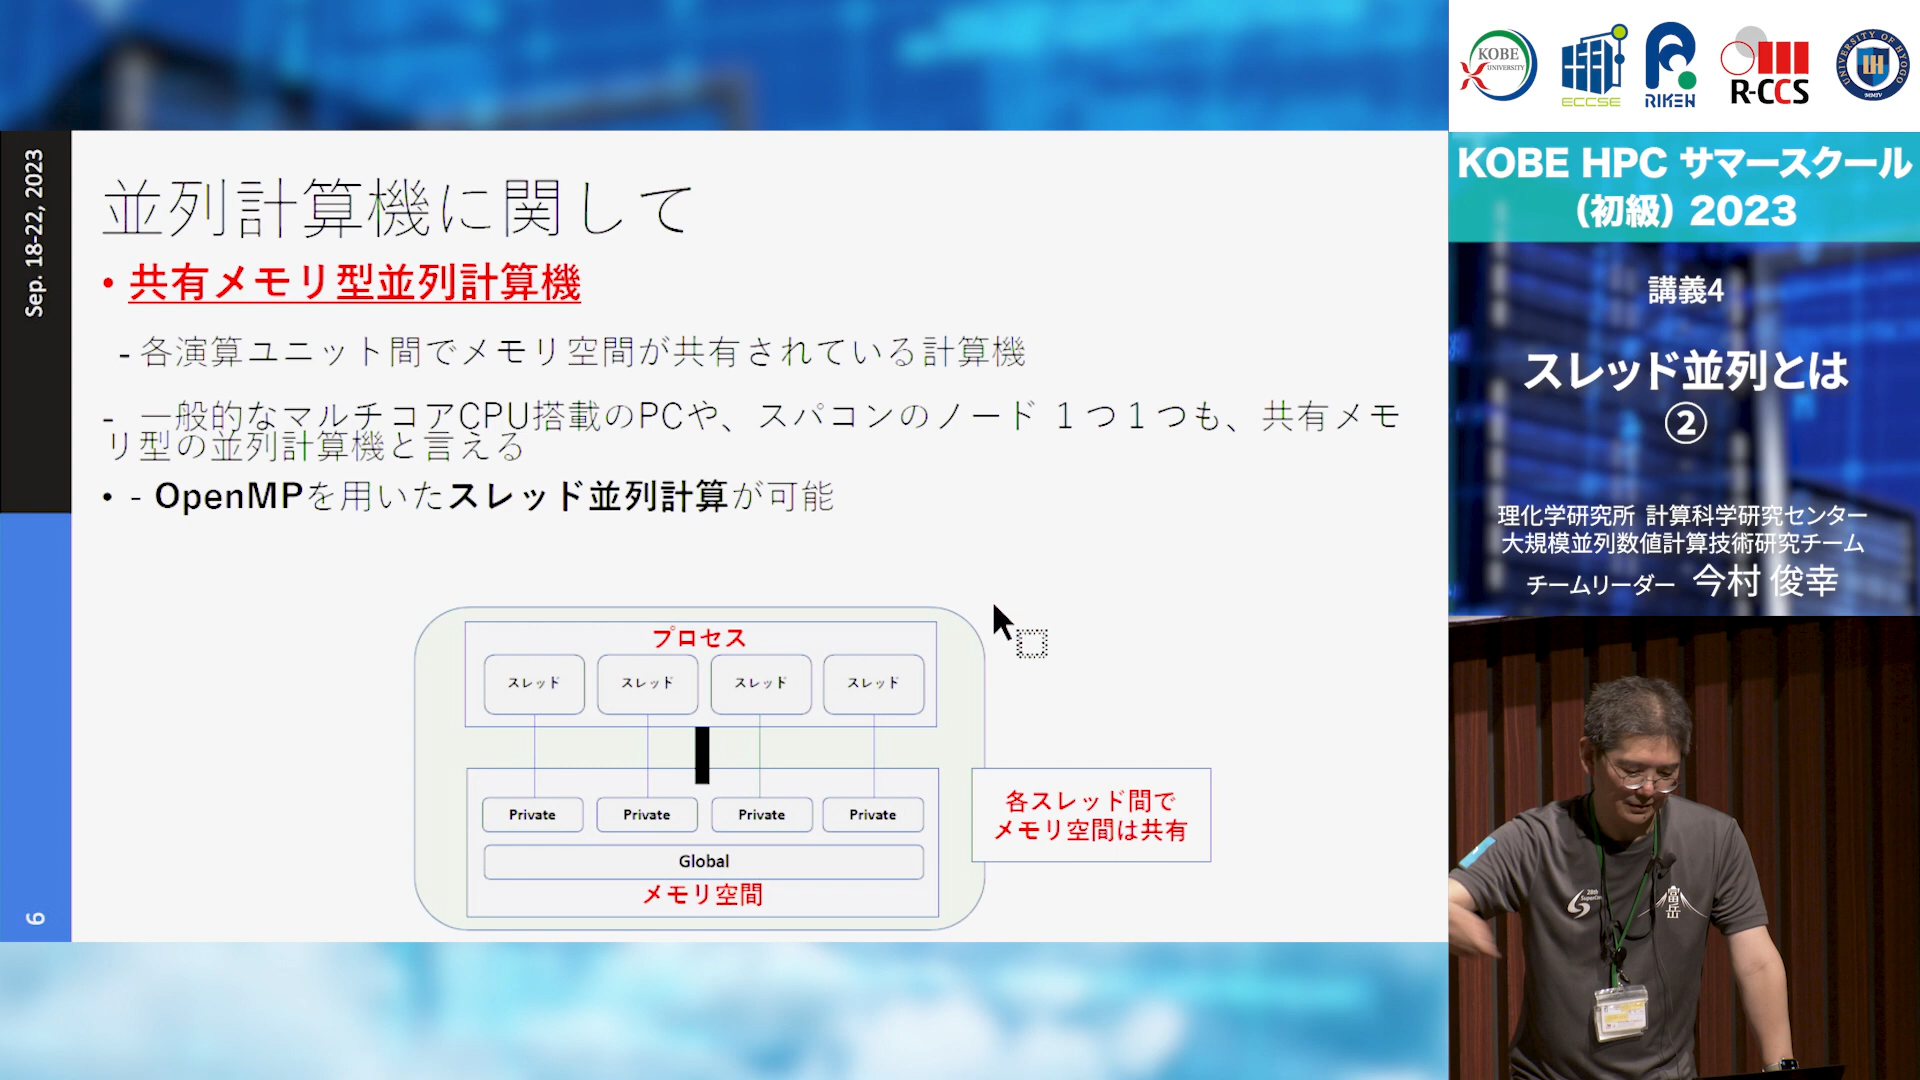 Sep. 18-22, 2023
6
並列計算機に関して
• 共有メモリ型並列計算機
- 各演算ユニット間でメモリ空間が共有されている計算機
- 一般的なマルチコアCPU搭載のPCや、スパコンのノード １つ１つも、共有メモ
リ型の並列計算機と言える
• - OpenMPを用いたスレッド並列計算が可能
プロセス
スレッド スレッド スレッド スレッド
Private Private Private Private
Global
メモリ空間
各スレッド間で
メモリ空間は共有
KOBE
UNIVERSITY
ECCSE
RIKEN
R-CCS
UNIVERSITY OF HYOGO
KOBE HPC サマースクール
（初級）2023
講義4
スレッド並列とは
②
理化学研究所 計算科学研究センター
大規模並列数値計算技術研究チーム
チームリーダー 今村 俊幸
富岳